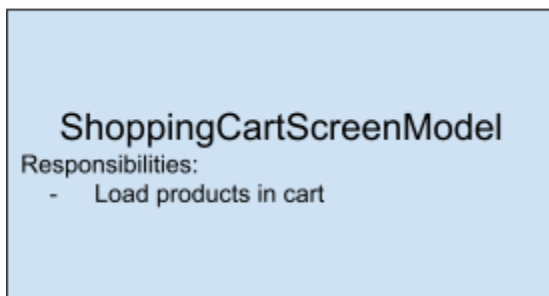 ShoppingCartScreenModel
Responsibilities:
- Load products in cart